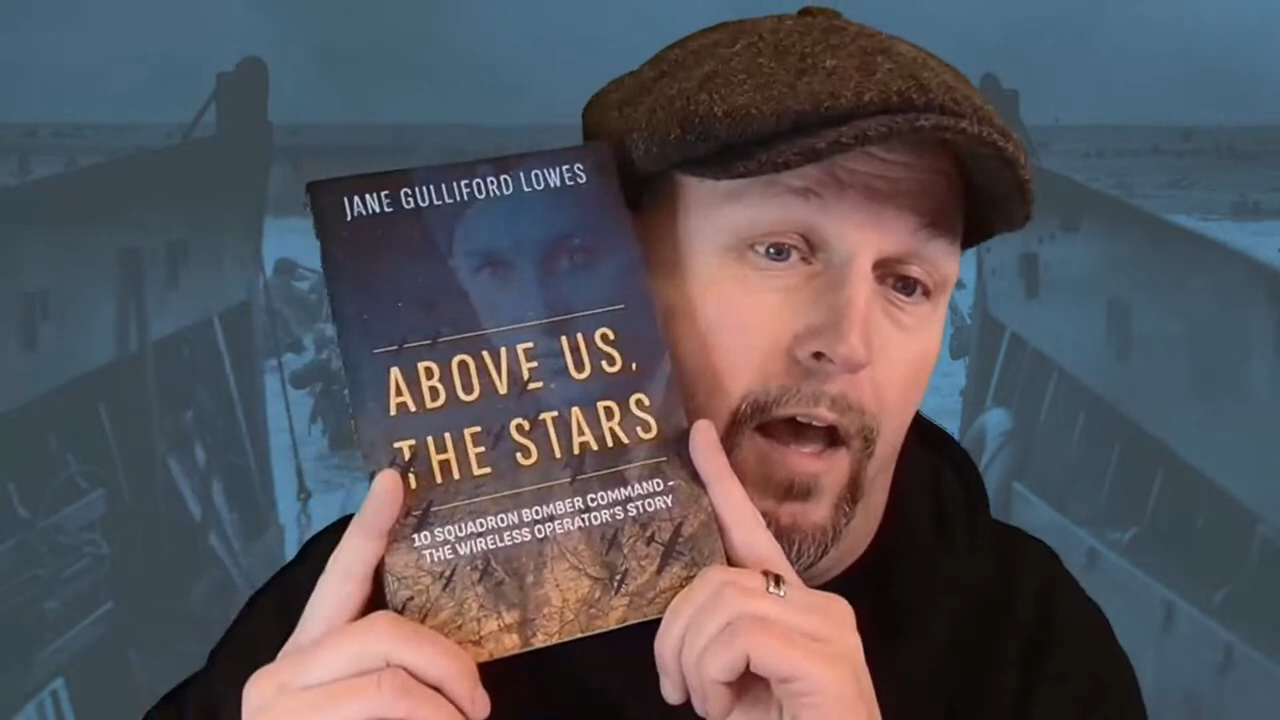 JANE GULLIFORD LOWES
ABOVE US,
THE STARS
10 SQUADRON BOMBER COMMAND -
THE WIRELESS OPERATOR'S STORY